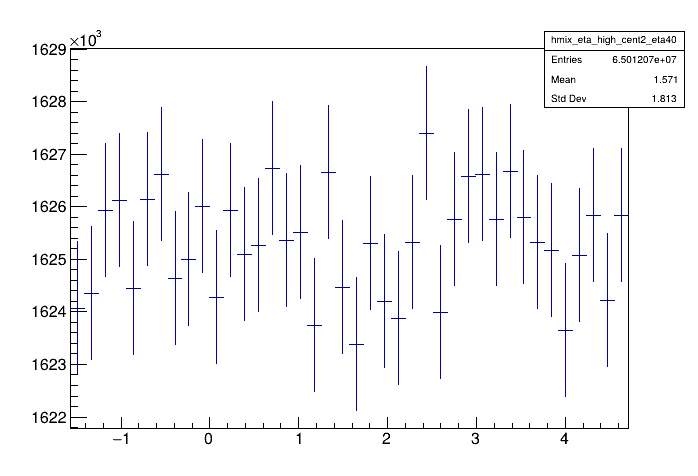 ×10³
hmix_eta_high_cent2_eta40
Entries 6.501207e+07
Mean 1.571
Std Dev 1.813
1629
1628
1627
1626
1625
1624
1623
1622
−1 0 1 2 3 4